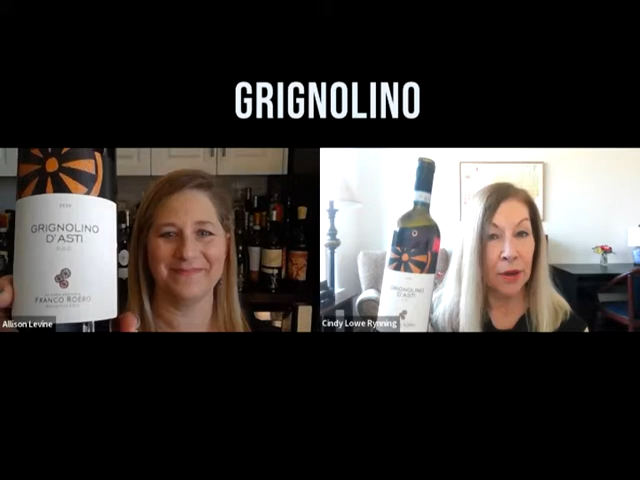 GRIGNOLINO
GRIGNOLINO
D'ASTI
FRANCO ROERO
Allison Levine
GRIGNOLINO
D'ASTI
Cindy Lowe Rynning